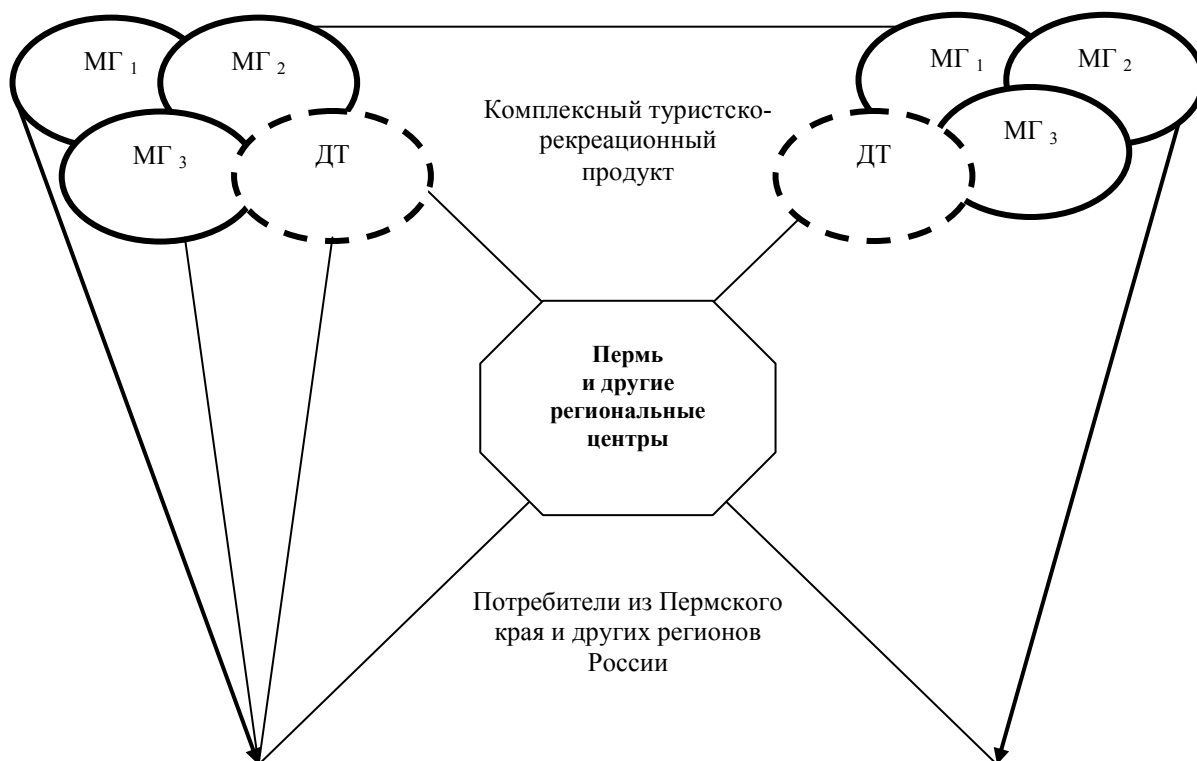 МГ 1
МГ 2
МГ 3
ДТ
Комплексный туристско-
рекреационный
продукт
МГ 1
МГ 2
МГ 3
ДТ
Пермь
и другие
региональные
центры
Потребители из Пермского
края и других регионов
России